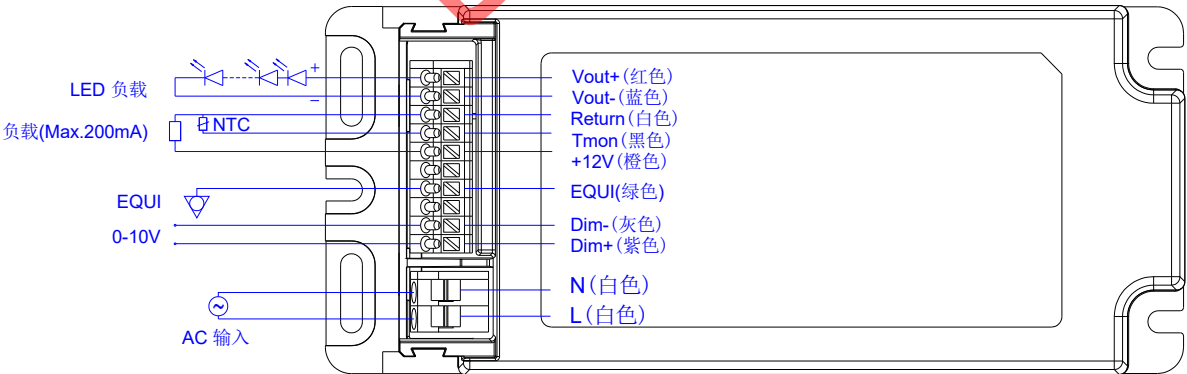 LED 负载
+
−
负载(Max.200mA)
NTC
EQUI
0-10V
~
AC 输入
Vout+(红色)
Vout-(蓝色)
Return(白色)
Tmon(黑色)
+12V(橙色)
EQUI(绿色)
Dim-(灰色)
Dim+(紫色)
N(白色)
L(白色)